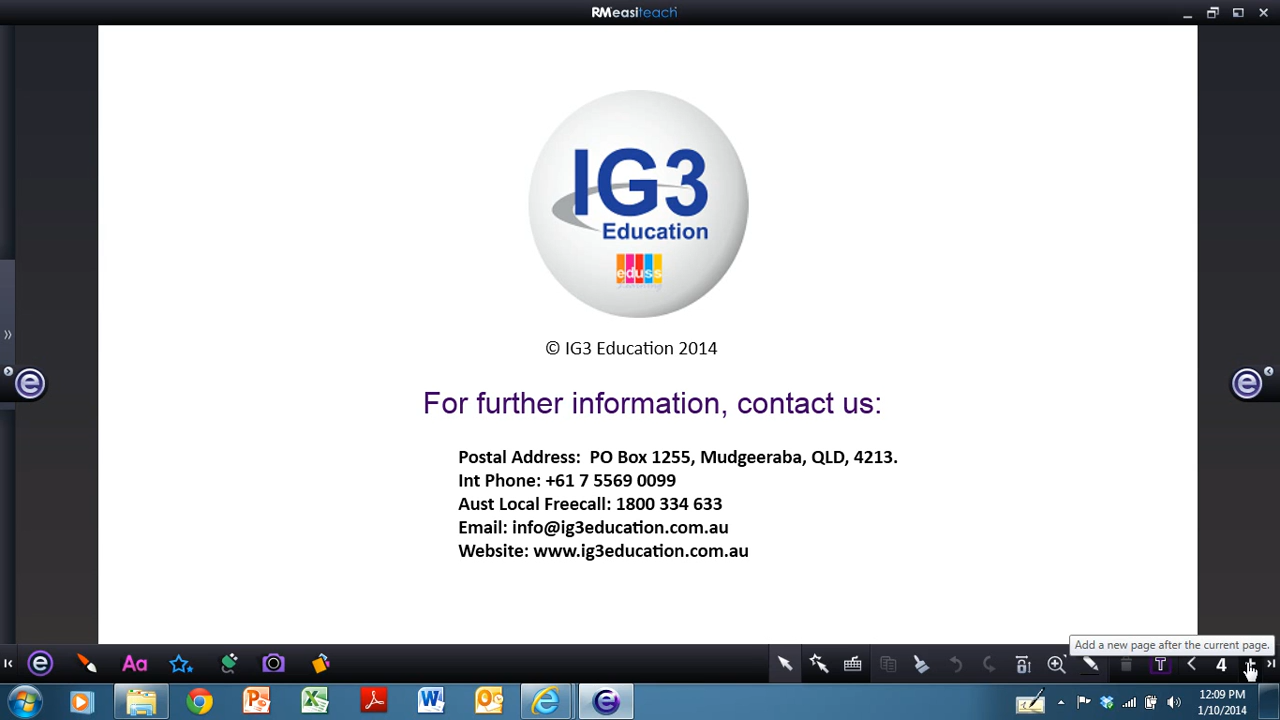 RMeasiteach
IG3
Education
eduss
© IG3 Education 2014
For further information, contact us:
Postal Address: PO Box 1255, Mudgeeraba, QLD, 4213.
Int Phone: +61 7 5569 0099
Aust Local Freecall: 1800 334 633
Email: info@ig3education.com.au
Website: www.ig3education.com.au
Add a new page after the current page.
Aa
T
4
12:09 PM
1/10/2014